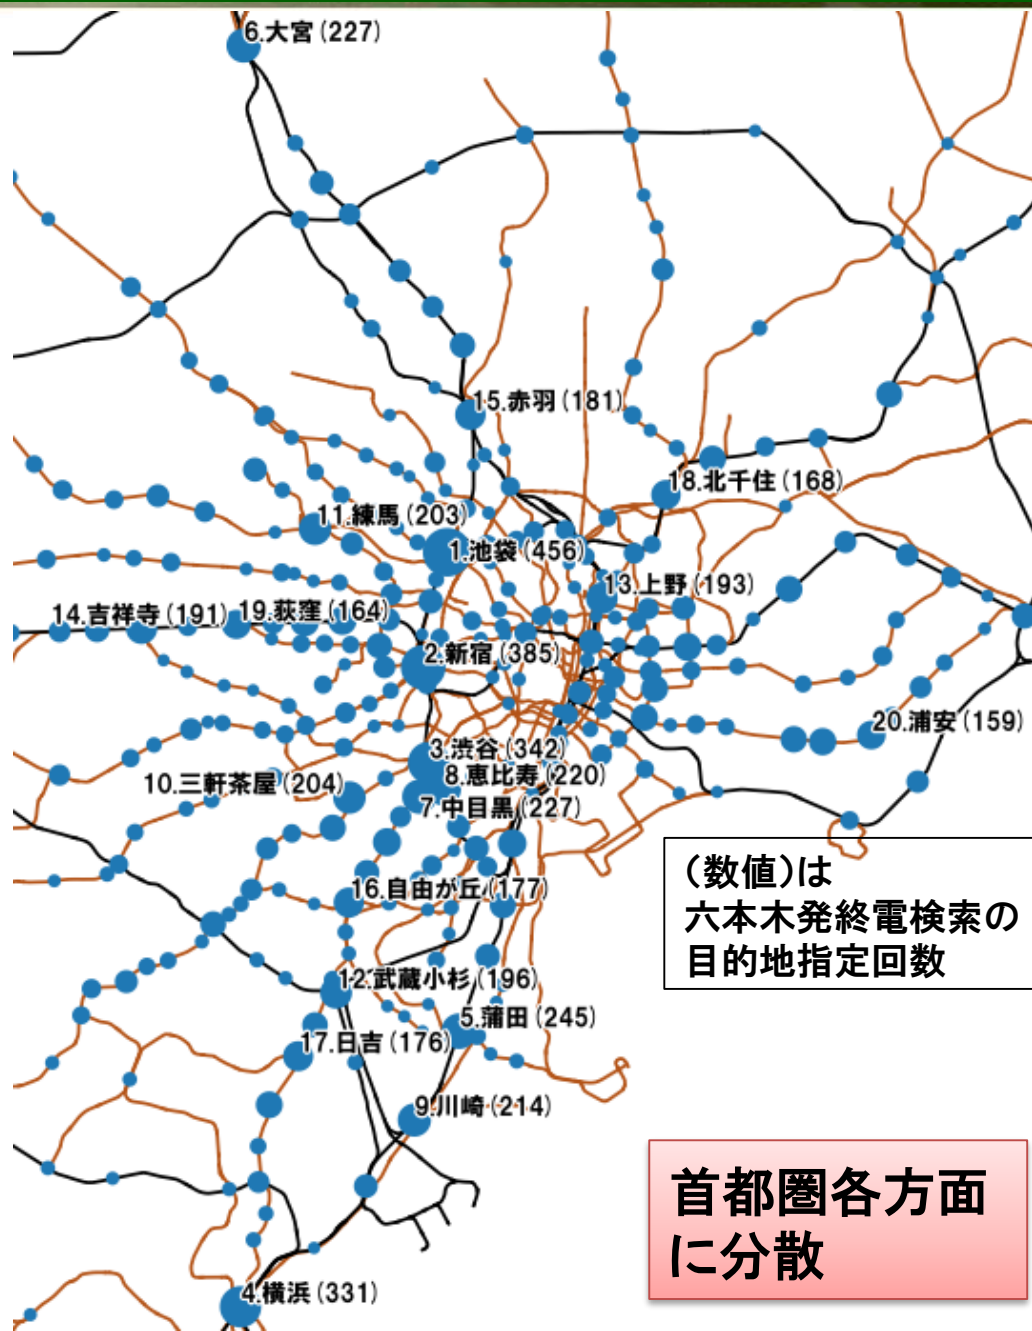 6.大宮(227)
15.赤羽(181)
18.北千住(168)
11.練馬(203)
1.池袋(456)
13.上野(193)
14.吉祥寺(191)
19.荻窪(164)
2.新宿(385)
20.浦安(159)
3.渋谷(342)
8.恵比寿(220)
10.三軒茶屋(204)
7.中目黒(227)
(数値)は
六本木発終電検索の
目的地指定回数
16.自由が丘(177)
12.武蔵小杉(196)
5.蒲田(245)
17.日吉(176)
9.川崎(214)
首都圏各方面
に分散
4.横浜(331)